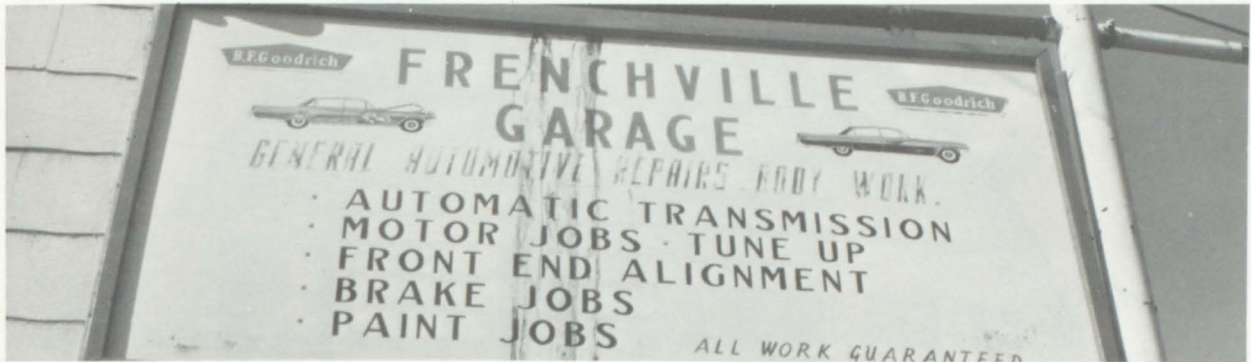 B.F.Goodrich
FRENCHVILLE
B.F.Goodrich
GARAGE
GENERAL AUTOMOTIVE REPAIRS BODY WORK.
· AUTOMATIC TRANSMISSION
· MOTOR JOBS · TUNE UP
· FRONT END ALIGNMENT
· BRAKE JOBS
· PAINT JOBS
ALL WORK GUARANTEED